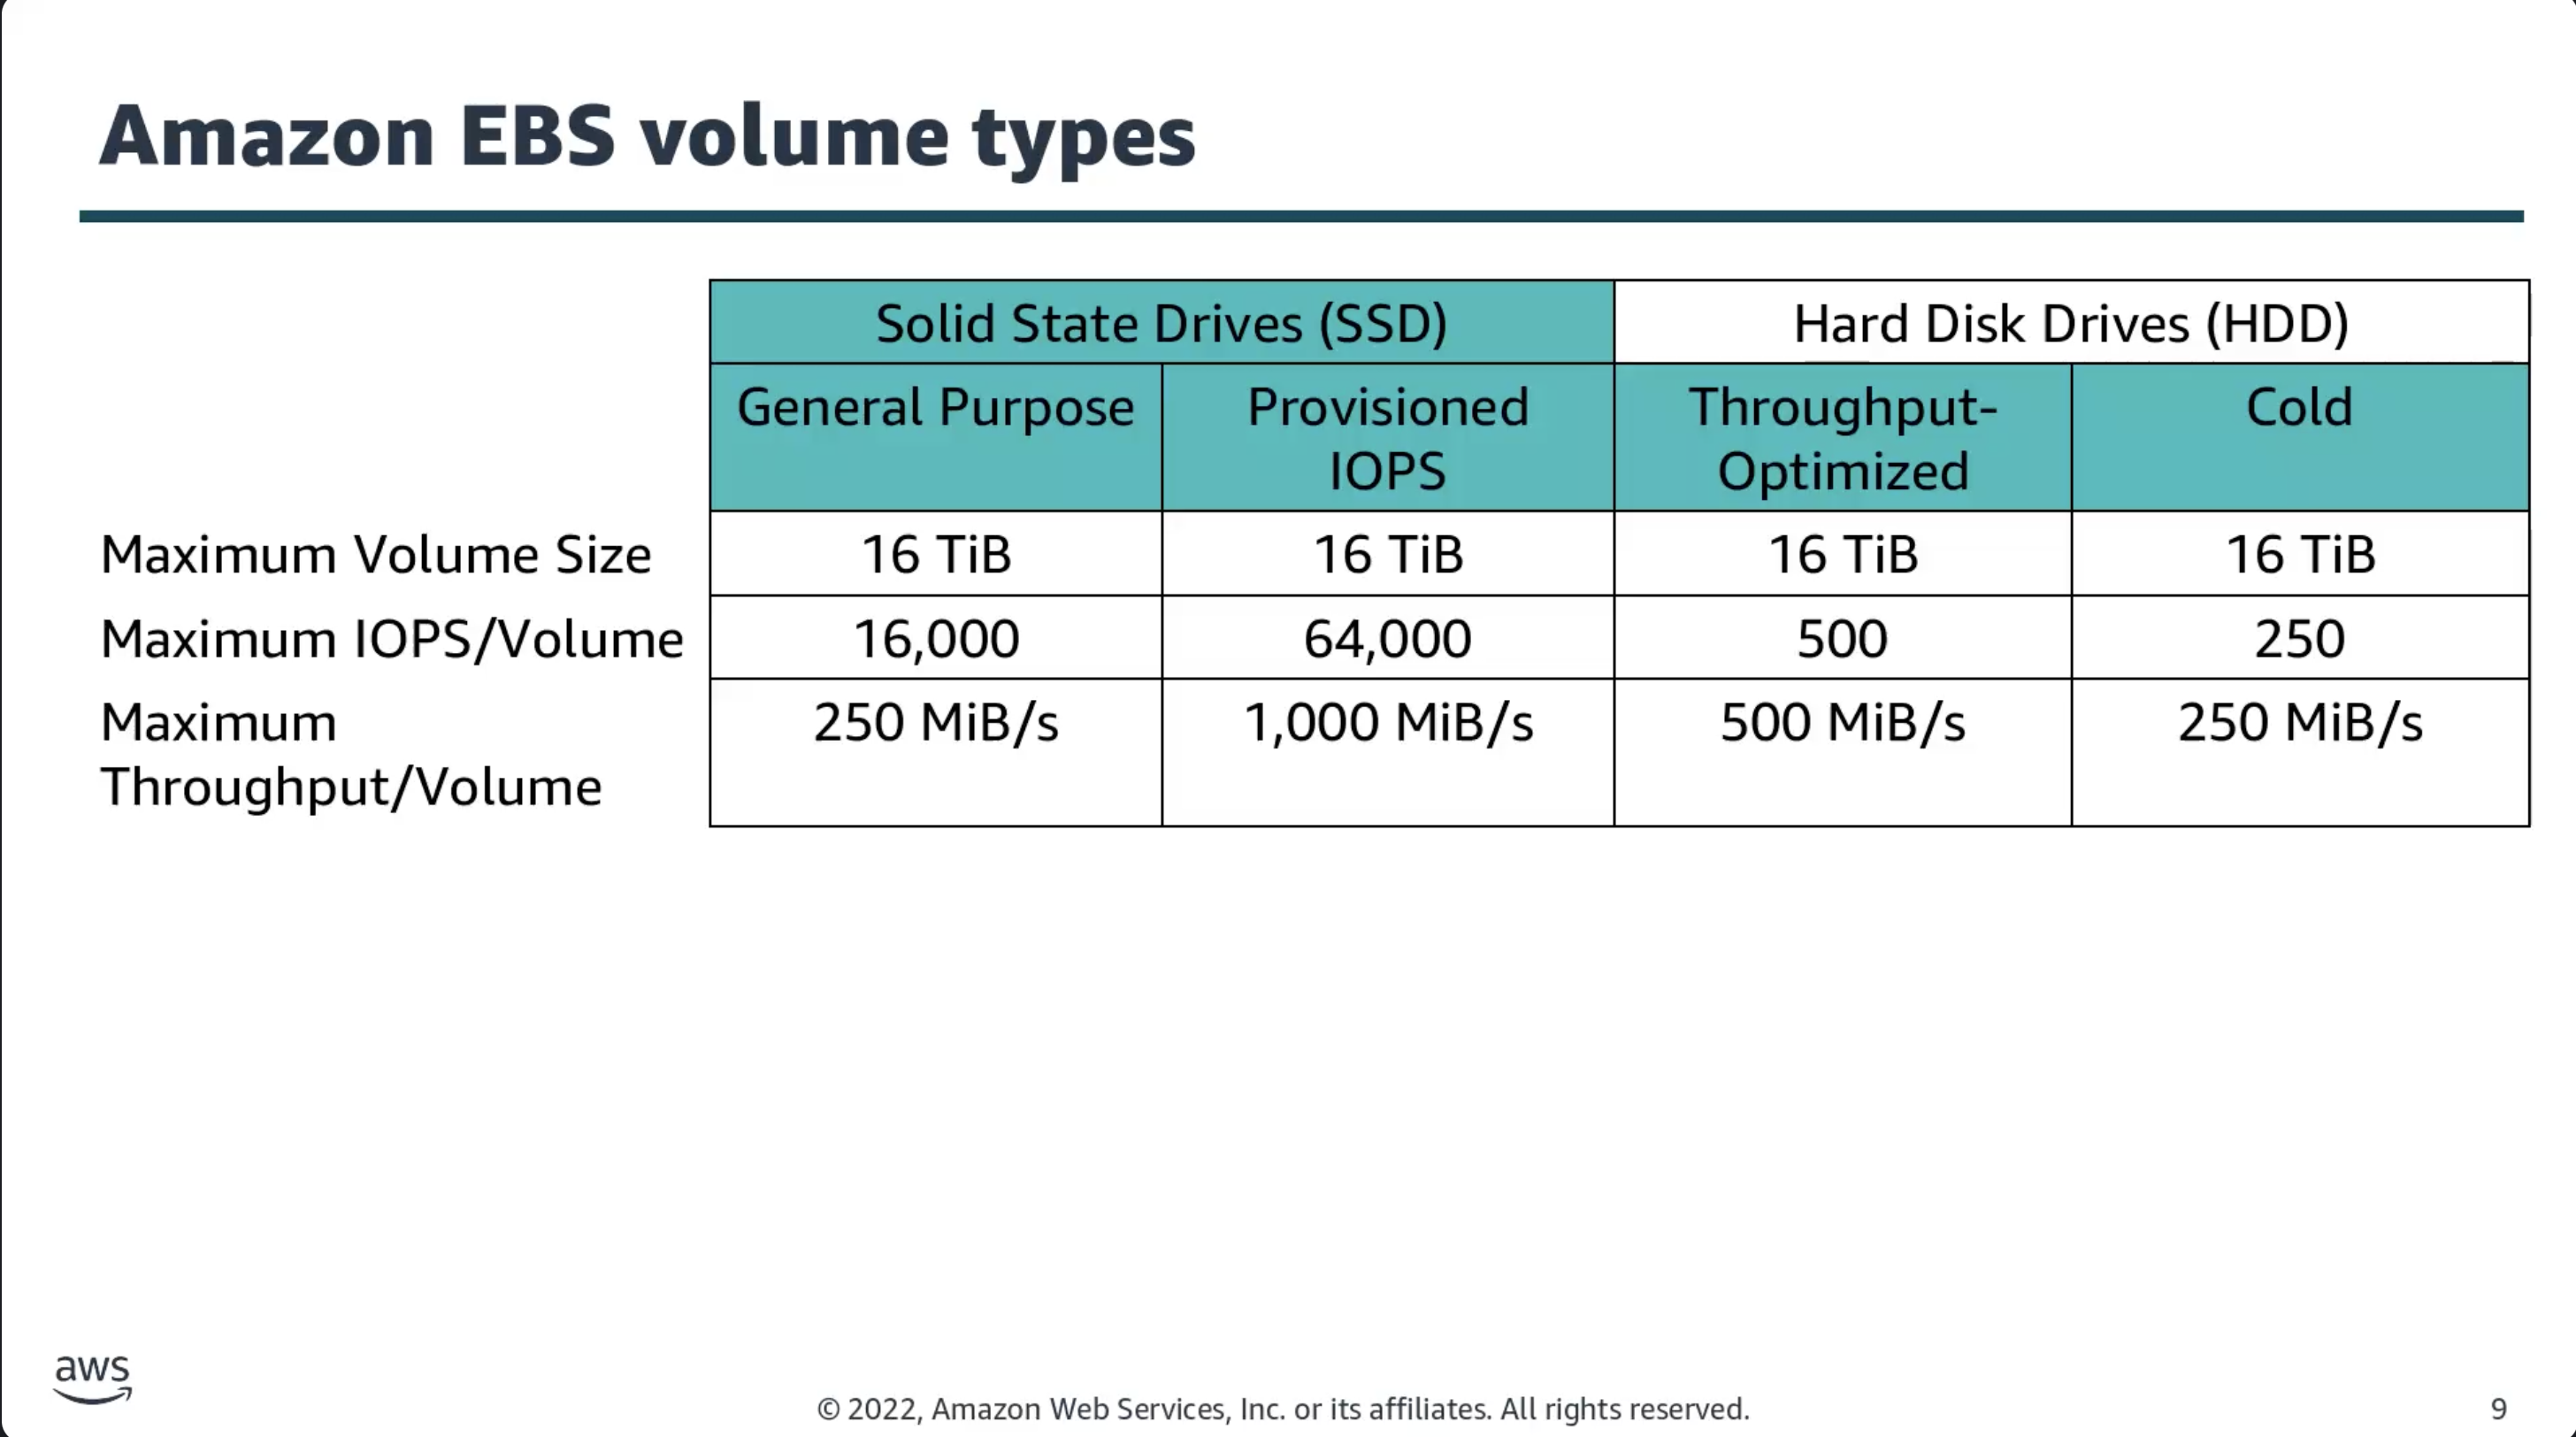 Amazon EBS volume types
Solid State Drives (SSD) Hard Disk Drives (HDD)
General Purpose Provisioned IOPS Throughput-Optimized Cold
Maximum Volume Size 16 TiB 16 TiB 16 TiB 16 TiB
Maximum IOPS/Volume 16,000 64,000 500 250
Maximum Throughput/Volume 250 MiB/s 1,000 MiB/s 500 MiB/s 250 MiB/s
aws
© 2022, Amazon Web Services, Inc. or its affiliates. All rights reserved.
9